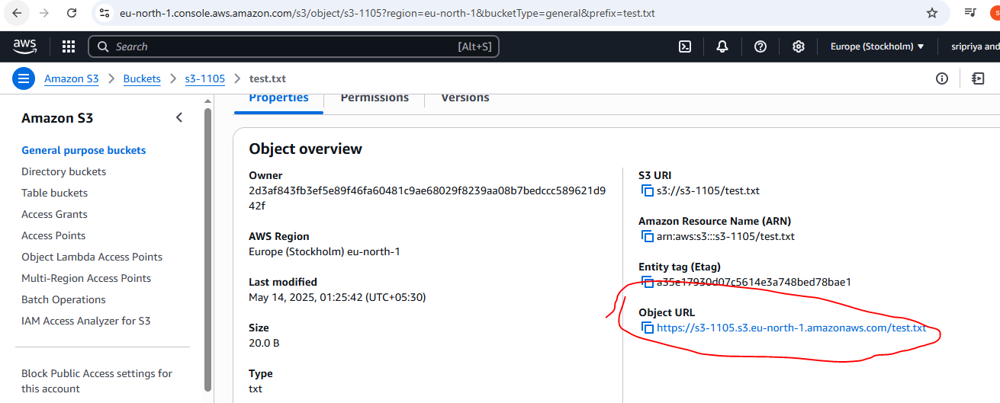 eu-north-1.console.aws.amazon.com/s3/object/s3-1105?region=eu-north-1&bucketType=general&prefix=test.txt
aws
Search [Alt+S]
Europe (Stockholm)
sripriya and
Amazon S3 > Buckets > s3-1105 > test.txt
Amazon S3
General purpose buckets
Directory buckets
Table buckets
Access Grants
Access Points
Object Lambda Access Points
Multi-Region Access Points
Batch Operations
IAM Access Analyzer for S3
Block Public Access settings for
this account
Properties Permissions Versions
Object overview
Owner
2d3af843fb3ef5e89f46fa60481c9ae68029f8239aa08b7bedccc589621d9
42f
AWS Region
Europe (Stockholm) eu-north-1
Last modified
May 14, 2025, 01:25:42 (UTC+05:30)
Size
20.0 B
Type
txt
S3 URI
s3://s3-1105/test.txt
Amazon Resource Name (ARN)
arn:aws:s3:::s3-1105/test.txt
Entity tag (Etag)
a35e17930d07c5614e3a748bed78bae1
Object URL
https://s3-1105.s3.eu-north-1.amazonaws.com/test.txt